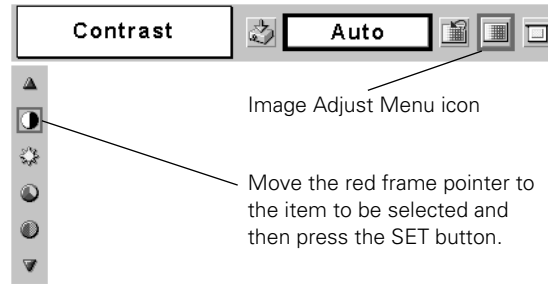 Contrast
Auto
Image Adjust Menu icon
Move the red frame pointer to
the item to be selected and
then press the SET button.